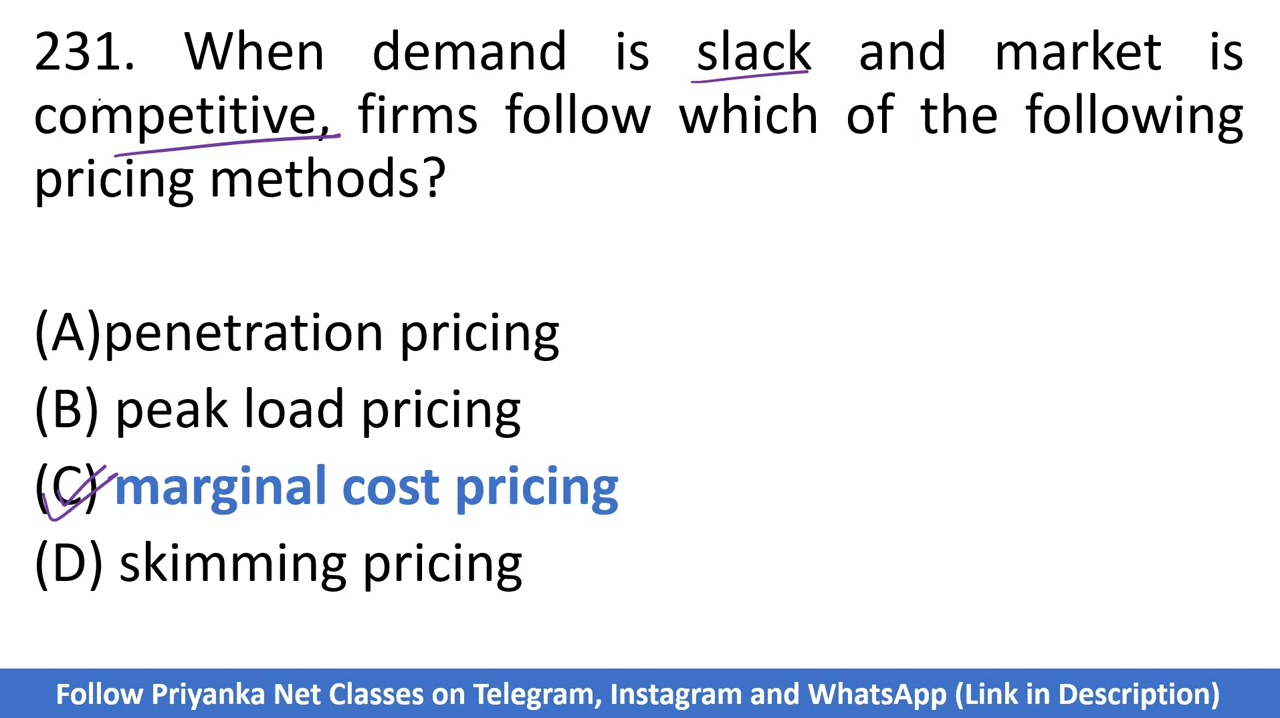 231. When demand is slack and market is
competitive, firms follow which of the following
pricing methods?
(A)penetration pricing
(B) peak load pricing
(C) marginal cost pricing
(D) skimming pricing
Follow Priyanka Net Classes on Telegram, Instagram and WhatsApp (Link in Description)